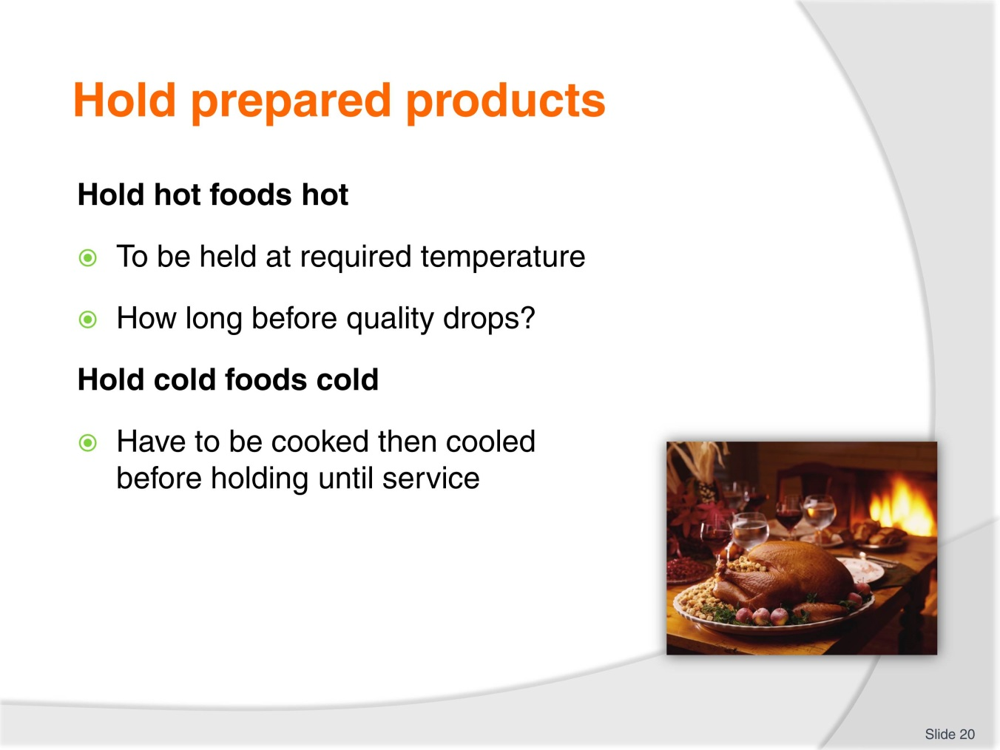 Hold prepared products
Hold hot foods hot
To be held at required temperature
How long before quality drops?
Hold cold foods cold
Have to be cooked then cooled
before holding until service
Slide 20